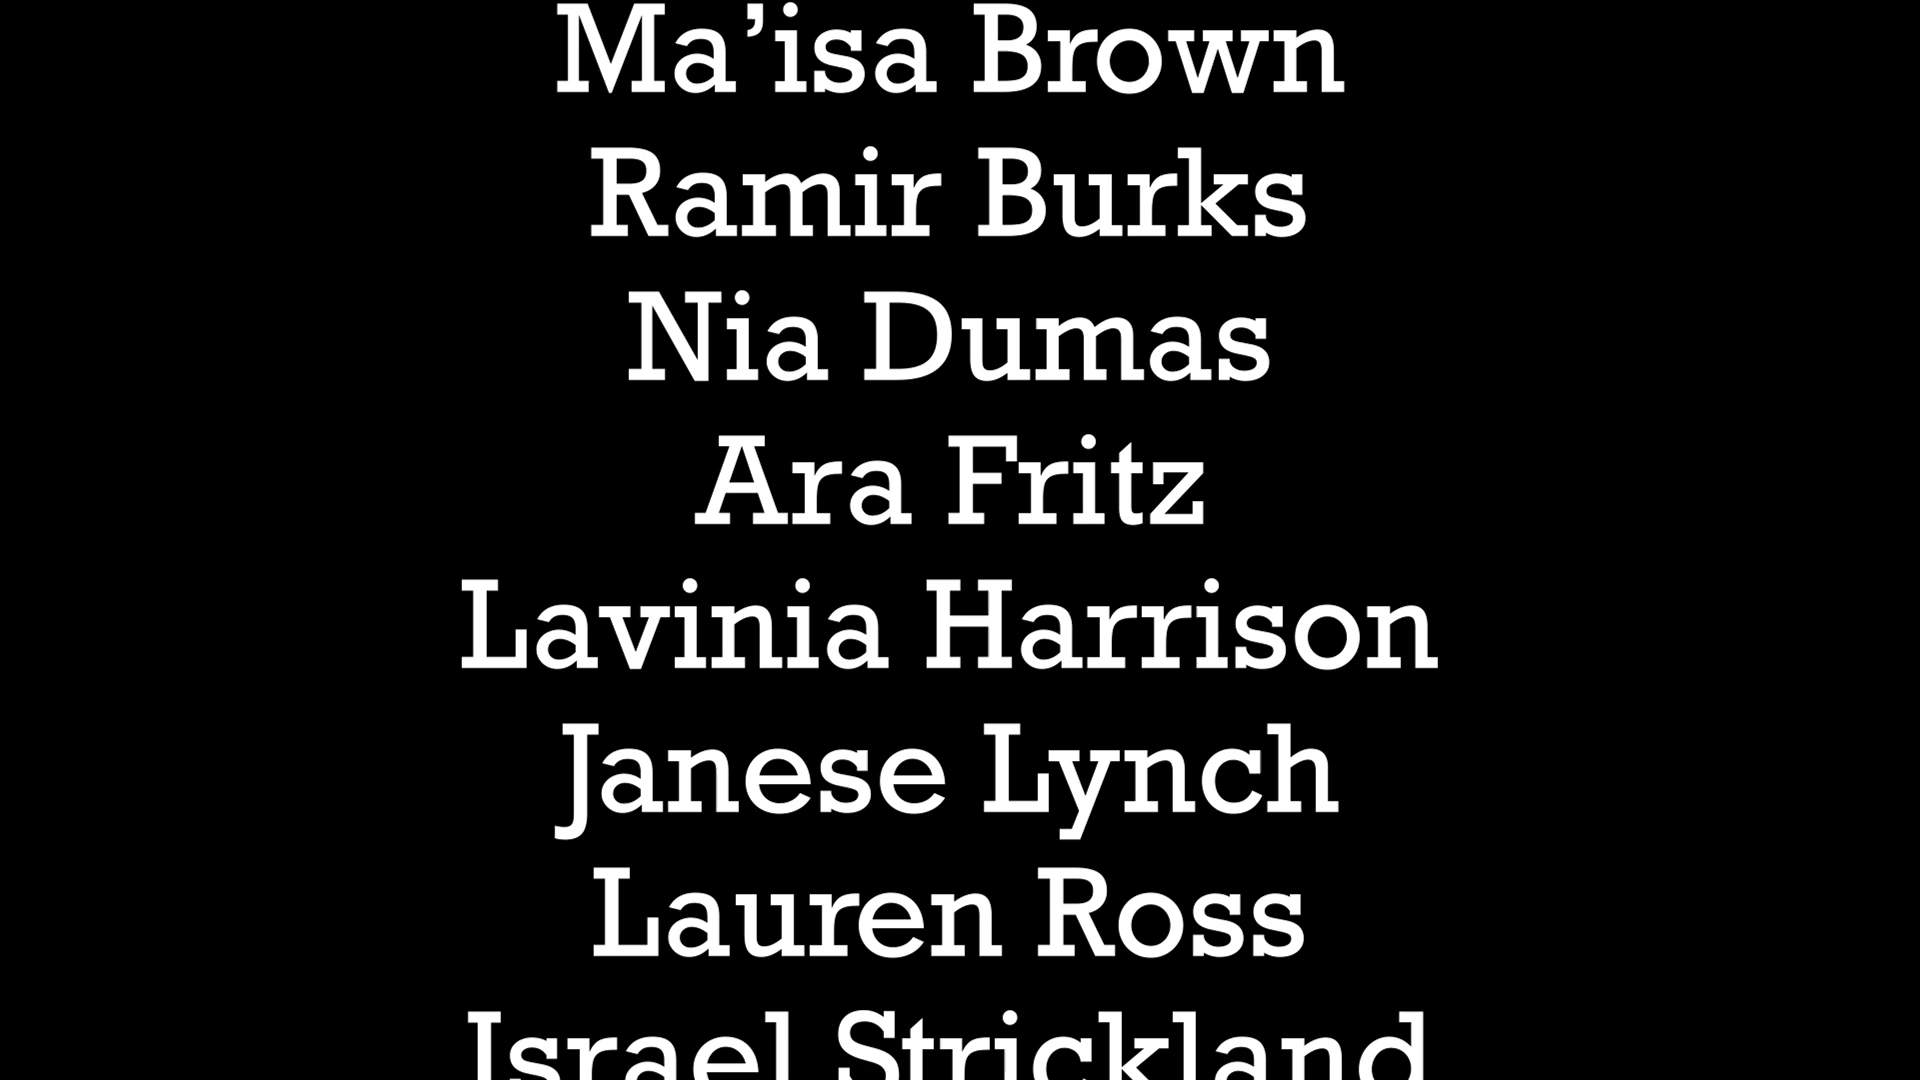 Ma’isa Brown
Ramir Burks
Nia Dumas
Ara Fritz
Lavinia Harrison
Janese Lynch
Lauren Ross
Israel Strickland